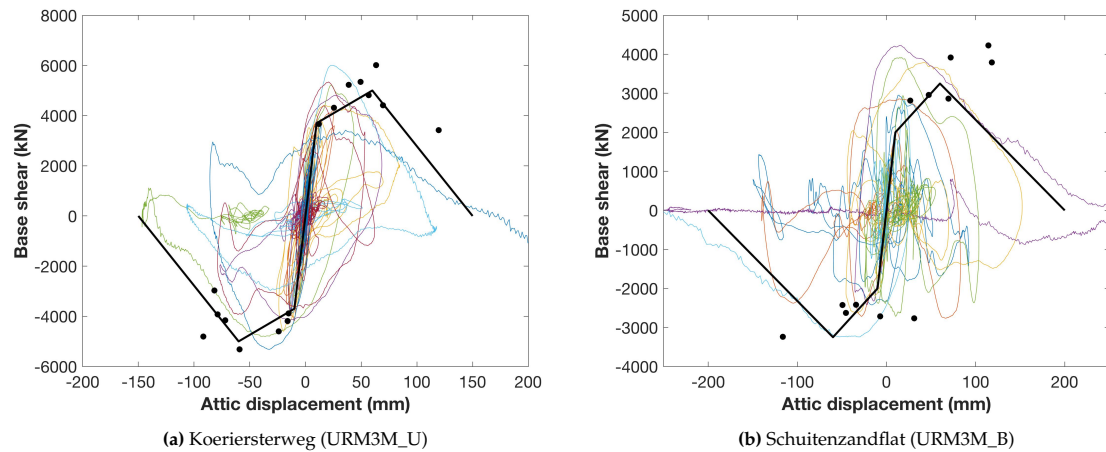 8000
6000
4000
2000
0
-2000
-4000
-6000
Base shear (kN)
-200 -150 -100 -50 0 50 100 150 200
Attic displacement (mm)
(a) Koeriersterweg (URM3M_U)
5000
4000
3000
2000
1000
0
-1000
-2000
-3000
-4000
Base shear (kN)
-200 -100 0 100 200
Attic displacement (mm)
(b) Schuitenzandflat (URM3M_B)